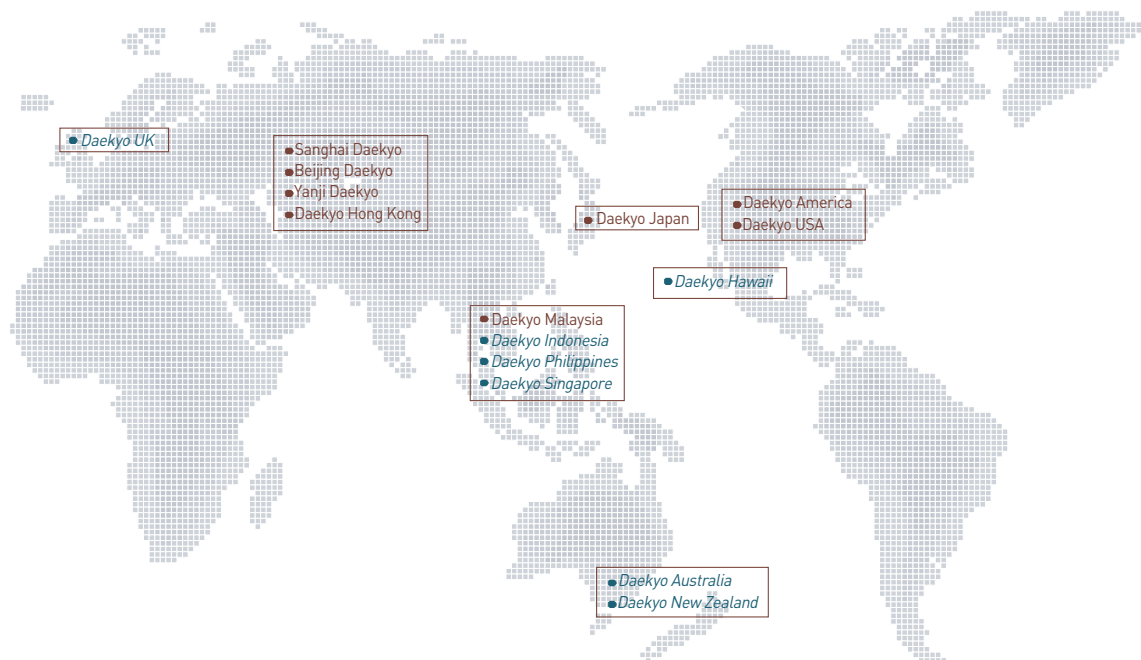 Daekyo UK
Sanghai Daekyo
Beijing Daekyo
Yanji Daekyo
Daekyo Hong Kong
Daekyo Japan
Daekyo America
Daekyo USA
Daekyo Hawaii
Daekyo Malaysia
Daekyo Indonesia
Daekyo Philippines
Daekyo Singapore
Daekyo Australia
Daekyo New Zealand